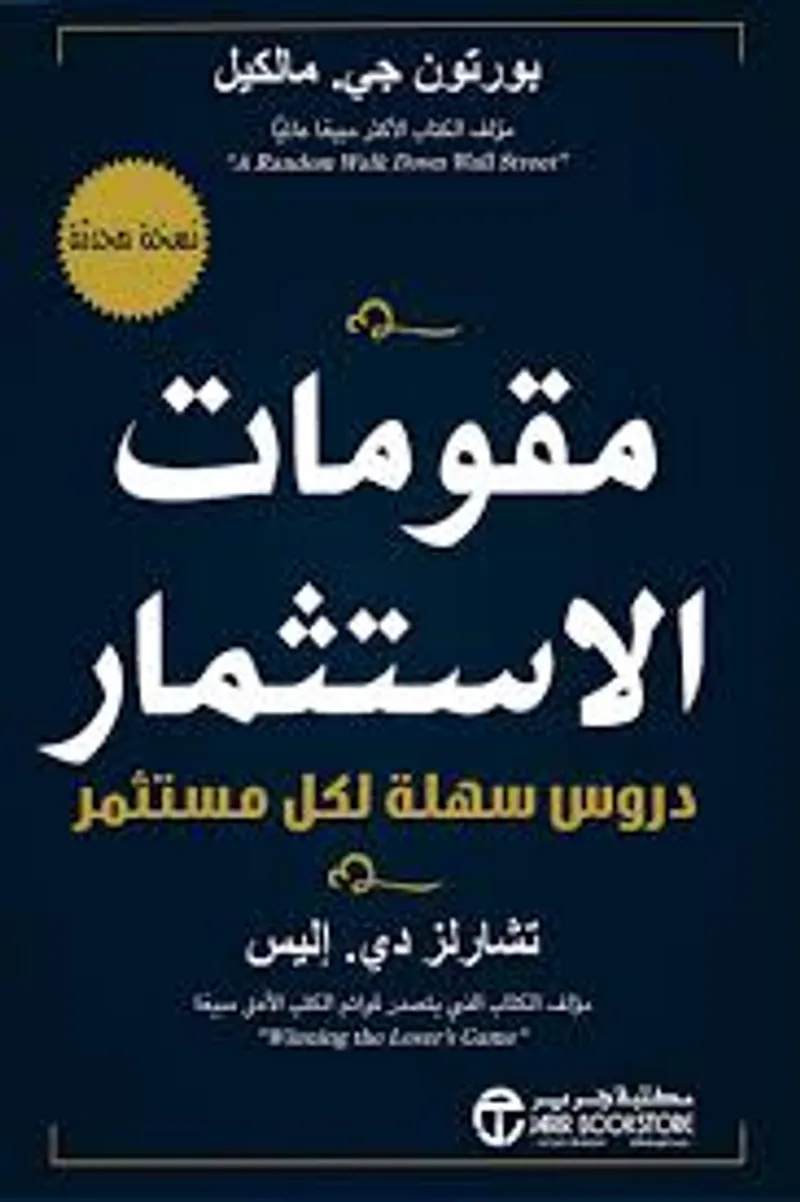 بورتون جي. مالكيل
مؤلف الكتاب الأكثر مبيعًا عالميًا
"A Random Walk Down Wall Street"
نسخة محدثة
مقومات
الاستثمار
دروس سهلة لكل مستثمر
تشارلز دي. إليس
مؤلف الكتاب الذي يتصدر قوائم الكتب الأعلى مبيعًا
"Winning the Loser's Game"
مكتبة جرير
JARIR BOOKSTORE